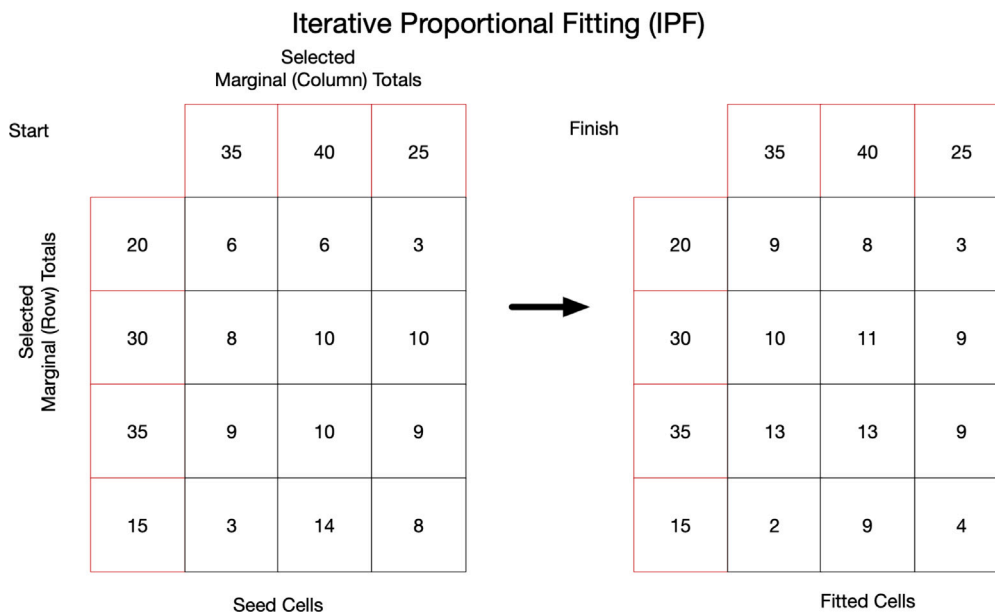 Iterative Proportional Fitting (IPF)
Selected
Marginal (Column) Totals
Start
35 40 25
Selected
Marginal (Row) Totals
20 6 6 3
30 8 10 10
35 9 10 9
15 3 14 8
Seed Cells
Finish
35 40 25
20 9 8 3
30 10 11 9
35 13 13 9
15 2 9 4
Fitted Cells